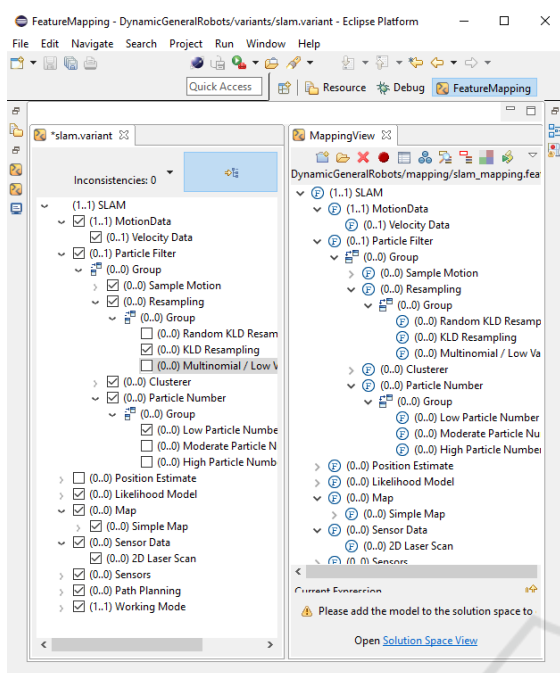 FeatureMapping - DynamicGeneralRobots/variants/slam.variant - Eclipse Platform
File Edit Navigate Search Project Run Window Help
Quick Access
Resource Debug FeatureMapping
*slam.variant
Inconsistencies: 0
(1..1) SLAM
(1..1) MotionData
(0..1) Velocity Data
(0..1) Particle Filter
(0..0) Group
(0..0) Sample Motion
(0..0) Resampling
(0..0) Group
(0..0) Random KLD Resam
(0..0) KLD Resampling
(0..0) Multinomial / Low V
(0..0) Clusterer
(0..0) Particle Number
(0..0) Group
(0..0) Low Particle Numbe
(0..0) Moderate Particle N
(0..0) High Particle Numb
(0..0) Position Estimate
(0..0) Likelihood Model
(0..0) Map
(0..0) Simple Map
(0..0) Sensor Data
(0..0) 2D Laser Scan
(0..0) Sensors
(0..0) Path Planning
(1..1) Working Mode
MappingView
DynamicGeneralRobots/mapping/slam_mapping.fea
(1..1) SLAM
(1..1) MotionData
(0..1) Velocity Data
(0..1) Particle Filter
(0..0) Group
(0..0) Sample Motion
(0..0) Resampling
(0..0) Group
(0..0) Random KLD Resamp
(0..0) KLD Resampling
(0..0) Multinomial / Low Va
(0..0) Clusterer
(0..0) Particle Number
(0..0) Group
(0..0) Low Particle Number
(0..0) Moderate Particle Nu
(0..0) High Particle Number
(0..0) Position Estimate
(0..0) Likelihood Model
(0..0) Map
(0..0) Simple Map
(0..0) Sensor Data
(0..0) 2D Laser Scan
(0..0) Sensors
Current Expression
Please add the model to the solution space to
Open Solution Space View